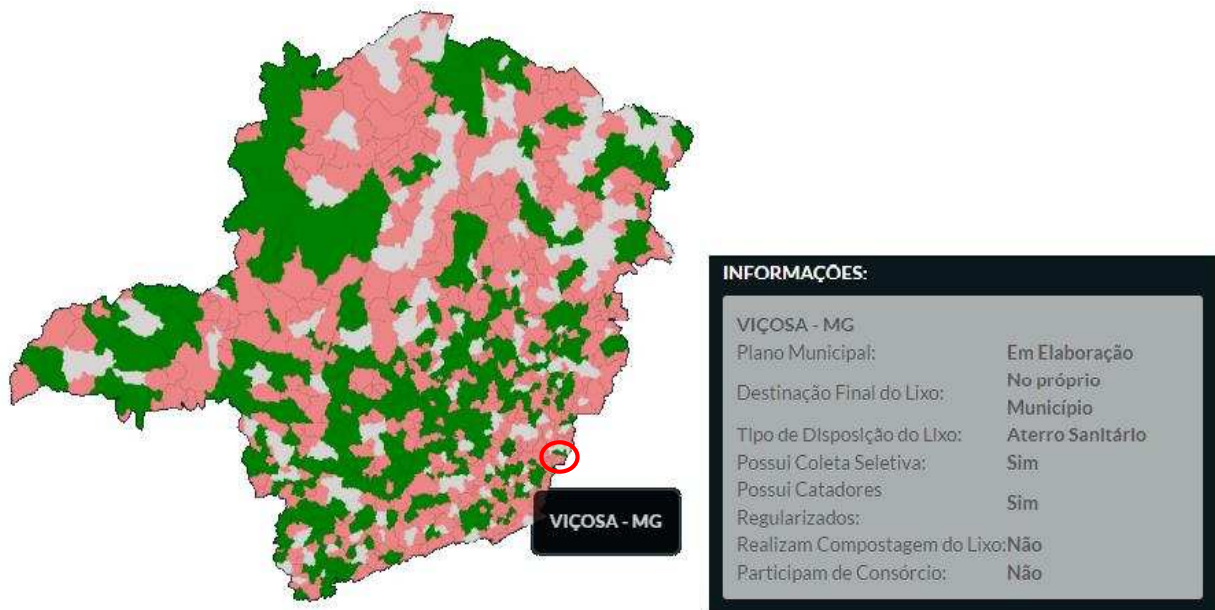 VIÇOSA - MG
INFORMAÇÕES:
VIÇOSA - MG
Plano Municipal: Em Elaboração
Destinação Final do Lixo: No próprio
Município
Tipo de Disposição do Lixo: Aterro Sanitário
Possui Coleta Seletiva: Sim
Possui Catadores
Regularizados: Sim
Realizam Compostagem do Lixo: Não
Participam de Consórcio: Não